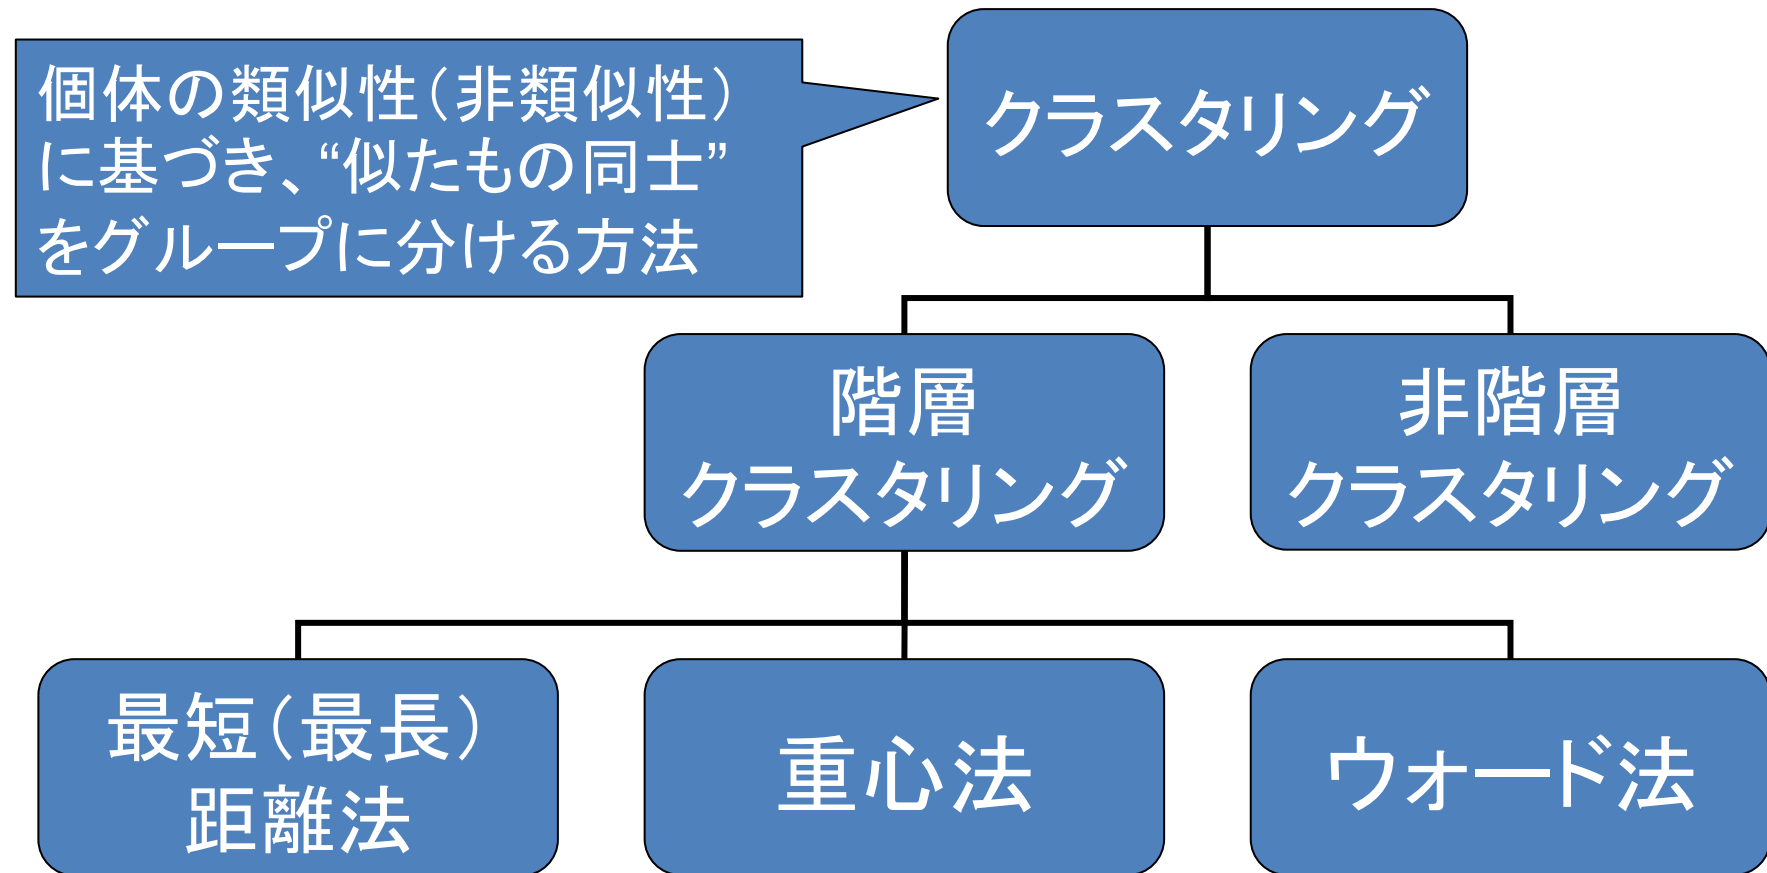 個体の類似性（非類似性）
に基づき、“似たもの同士”
をグループに分ける方法
クラスタリング
階層
クラスタリング
非階層
クラスタリング
最短（最長）
距離法
重心法
ウォード法